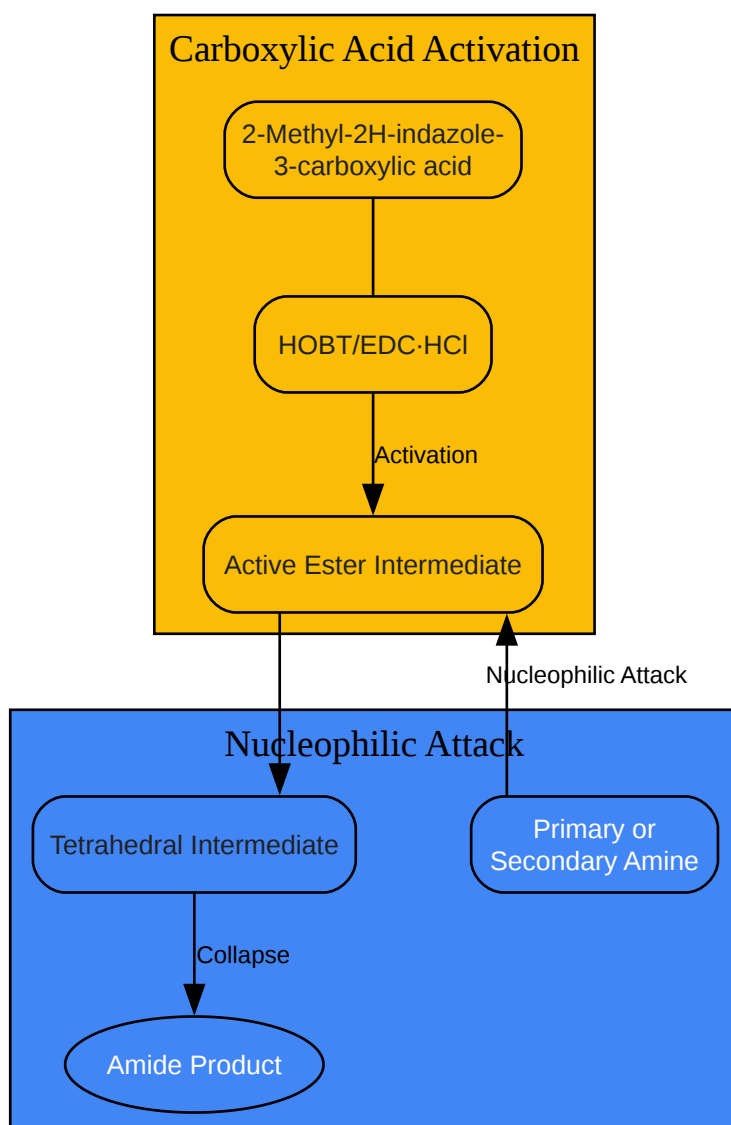 Carboxylic Acid Activation
2-Methyl-2H-indazole-
3-carboxylic acid
HOBT/EDC·HCl
Activation
Active Ester Intermediate
Nucleophilic Attack
Nucleophilic Attack
Tetrahedral Intermediate
Primary or
Secondary Amine
Collapse
Amide Product